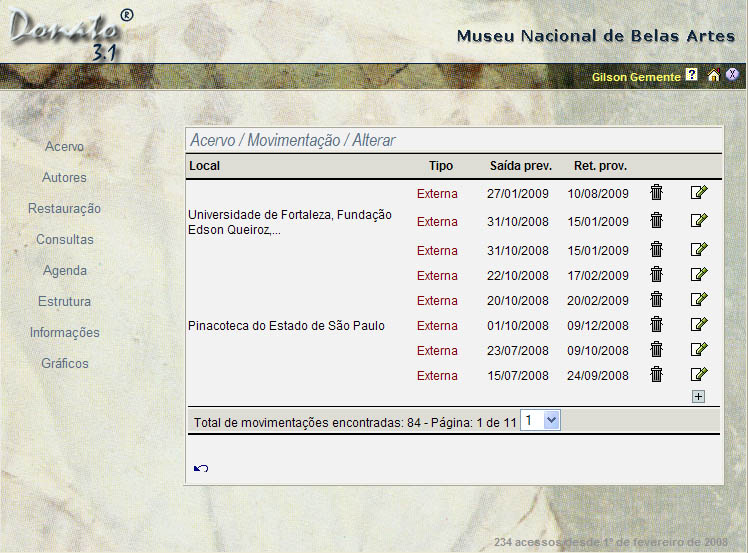 Donato ®
3.1
Museu Nacional de Belas Artes
Gilson Gemente ?
Acervo
Autores
Restauração
Consultas
Agenda
Estrutura
Informações
Gráficos
Acervo / Movimentação / Alterar
Local Tipo Saída prev. Ret. prov.
Externa 27/01/2009 10/08/2009
Universidade de Fortaleza, Fundação
Edson Queiroz,... Externa 31/10/2008 15/01/2009
Externa 31/10/2008 15/01/2009
Externa 22/10/2008 17/02/2009
Externa 20/10/2008 20/02/2009
Pinacoteca do Estado de São Paulo Externa 01/10/2008 09/12/2008
Externa 23/07/2008 09/10/2008
Externa 15/07/2008 24/09/2008
Total de movimentações encontradas: 84 - Página: 1 de 11 1
234 acessos desde 1º de fevereiro de 2008